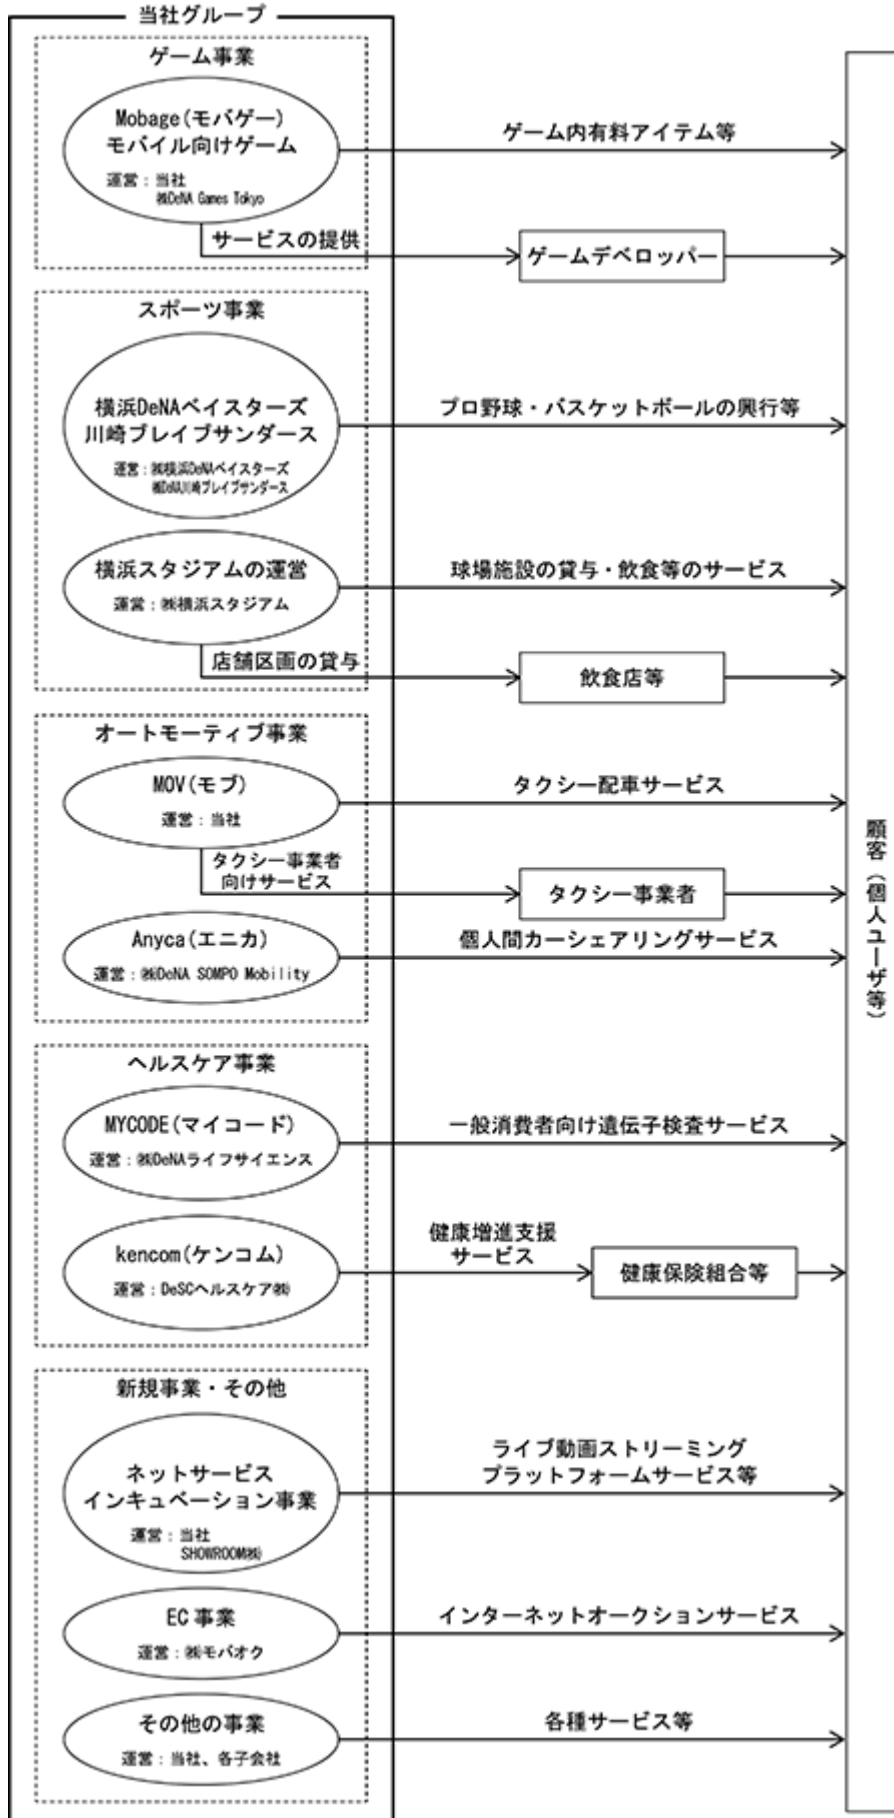 当社グループ
ゲーム事業
Mobage(モバゲー)
モバイル向けゲーム
運営：当社
㈱DeNA Games Tokyo
ゲーム内有料アイテム等
サービスの提供
ゲームデベロッパー
スポーツ事業
横浜DeNAベイスターズ
川崎ブレイブサンダース
運営：㈱横浜DeNAベイスターズ
㈱DeNA川崎ブレイブサンダース
プロ野球・バスケットボールの興行等
横浜スタジアムの運営
運営：㈱横浜スタジアム
球場施設の貸与・飲食等のサービス
店舗区画の貸与
飲食店等
オートモーティブ事業
MOV(モブ)
運営：当社
タクシー配車サービス
タクシー事業者
向けサービス
タクシー事業者
Anyca(エニカ)
運営：㈱DeNA SOMPO Mobility
個人間カーシェアリングサービス
ヘルスケア事業
MYCODE(マイコード)
運営：㈱DeNAライフサイエンス
一般消費者向け遺伝子検査サービス
kencom(ケンコム)
運営：DeSCヘルスケア㈱
健康増進支援
サービス
健康保険組合等
新規事業・その他
ネットサービス
インキュベーション事業
運営：当社
SHOWROOM㈱
ライブ動画ストリーミング
プラットフォームサービス等
EC事業
運営：㈱モバオク
インターネットオークションサービス
その他の事業
運営：当社、各子会社
各種サービス等
顧客（個人ユーザ等）